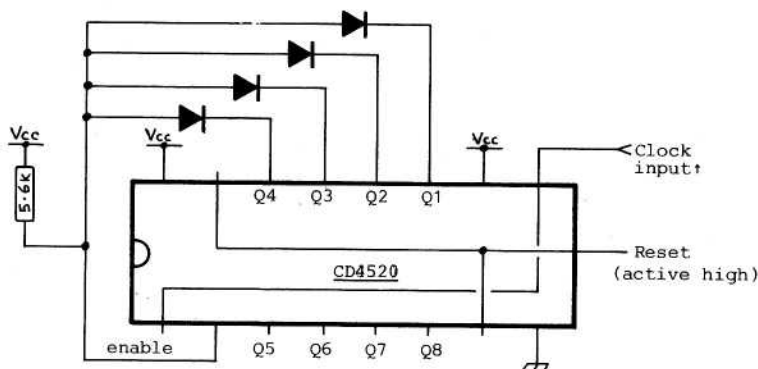 Vcc
Vcc
Vcc
5.6K
Q4
Q3
Q2
Q1
Clock
input↑
Reset
(active high)
CD4520
enable
Q5
Q6
Q7
Q8